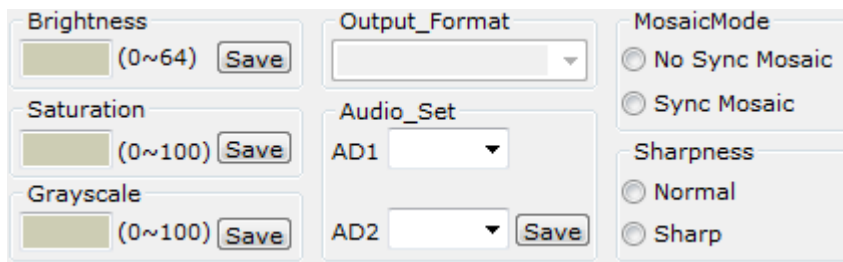 Brightness
(0~64) Save
Saturation
(0~100) Save
Grayscale
(0~100) Save
Output_Format
Audio_Set
AD1
AD2 Save
MosaicMode
No Sync Mosaic
Sync Mosaic
Sharpness
Normal
Sharp